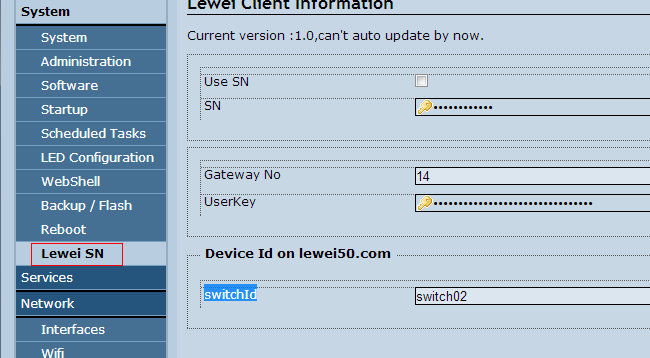 System
System
Administration
Software
Startup
Scheduled Tasks
LED Configuration
WebShell
Backup / Flash
Reboot
Lewei SN
Services
Network
Interfaces
Wifi
Lewei Client Information
Current version :1.0,can't auto update by now.
Use SN
SN ••••••••••••
Gateway No 14
UserKey ••••••••••••••••••••••••••••••••
Device Id on lewei50.com
switchId switch02